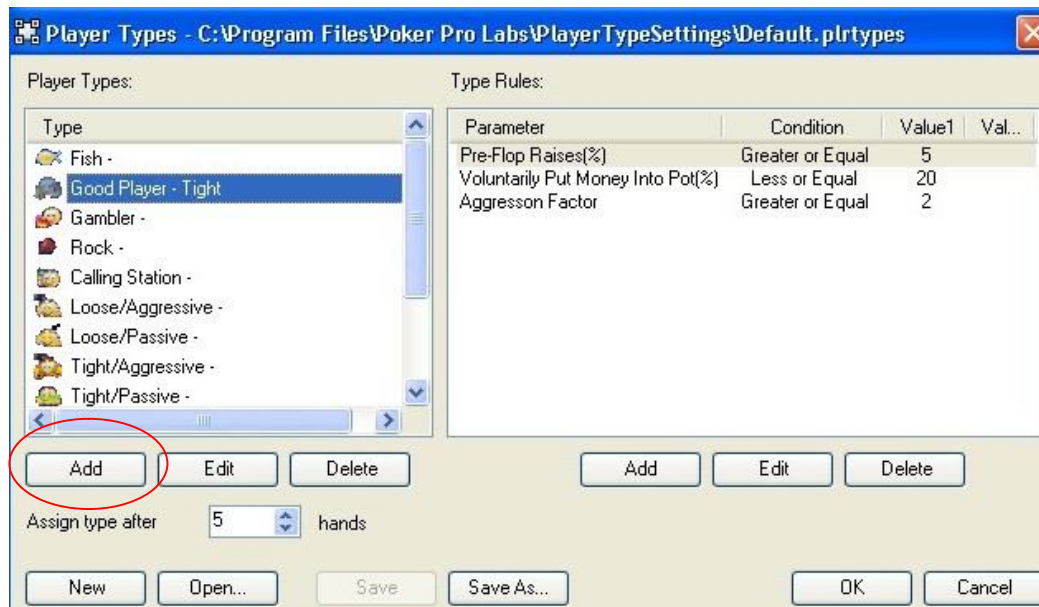 Player Types - C:\Program Files\Poker Pro Labs\PlayerTypeSettings\Default.plrtypes
Player Types:
Type
Fish -
Good Player - Tight
Gambler -
Rock -
Calling Station -
Loose/Aggressive -
Loose/Passive -
Tight/Aggressive -
Tight/Passive -
Add Edit Delete
Assign type after 5 hands
Type Rules:
Parameter Condition Value1 Val...
Pre-Flop Raises(%) Greater or Equal 5
Voluntarily Put Money Into Pot(%) Less or Equal 20
Aggresson Factor Greater or Equal 2
Add Edit Delete
New Open... Save Save As... OK Cancel